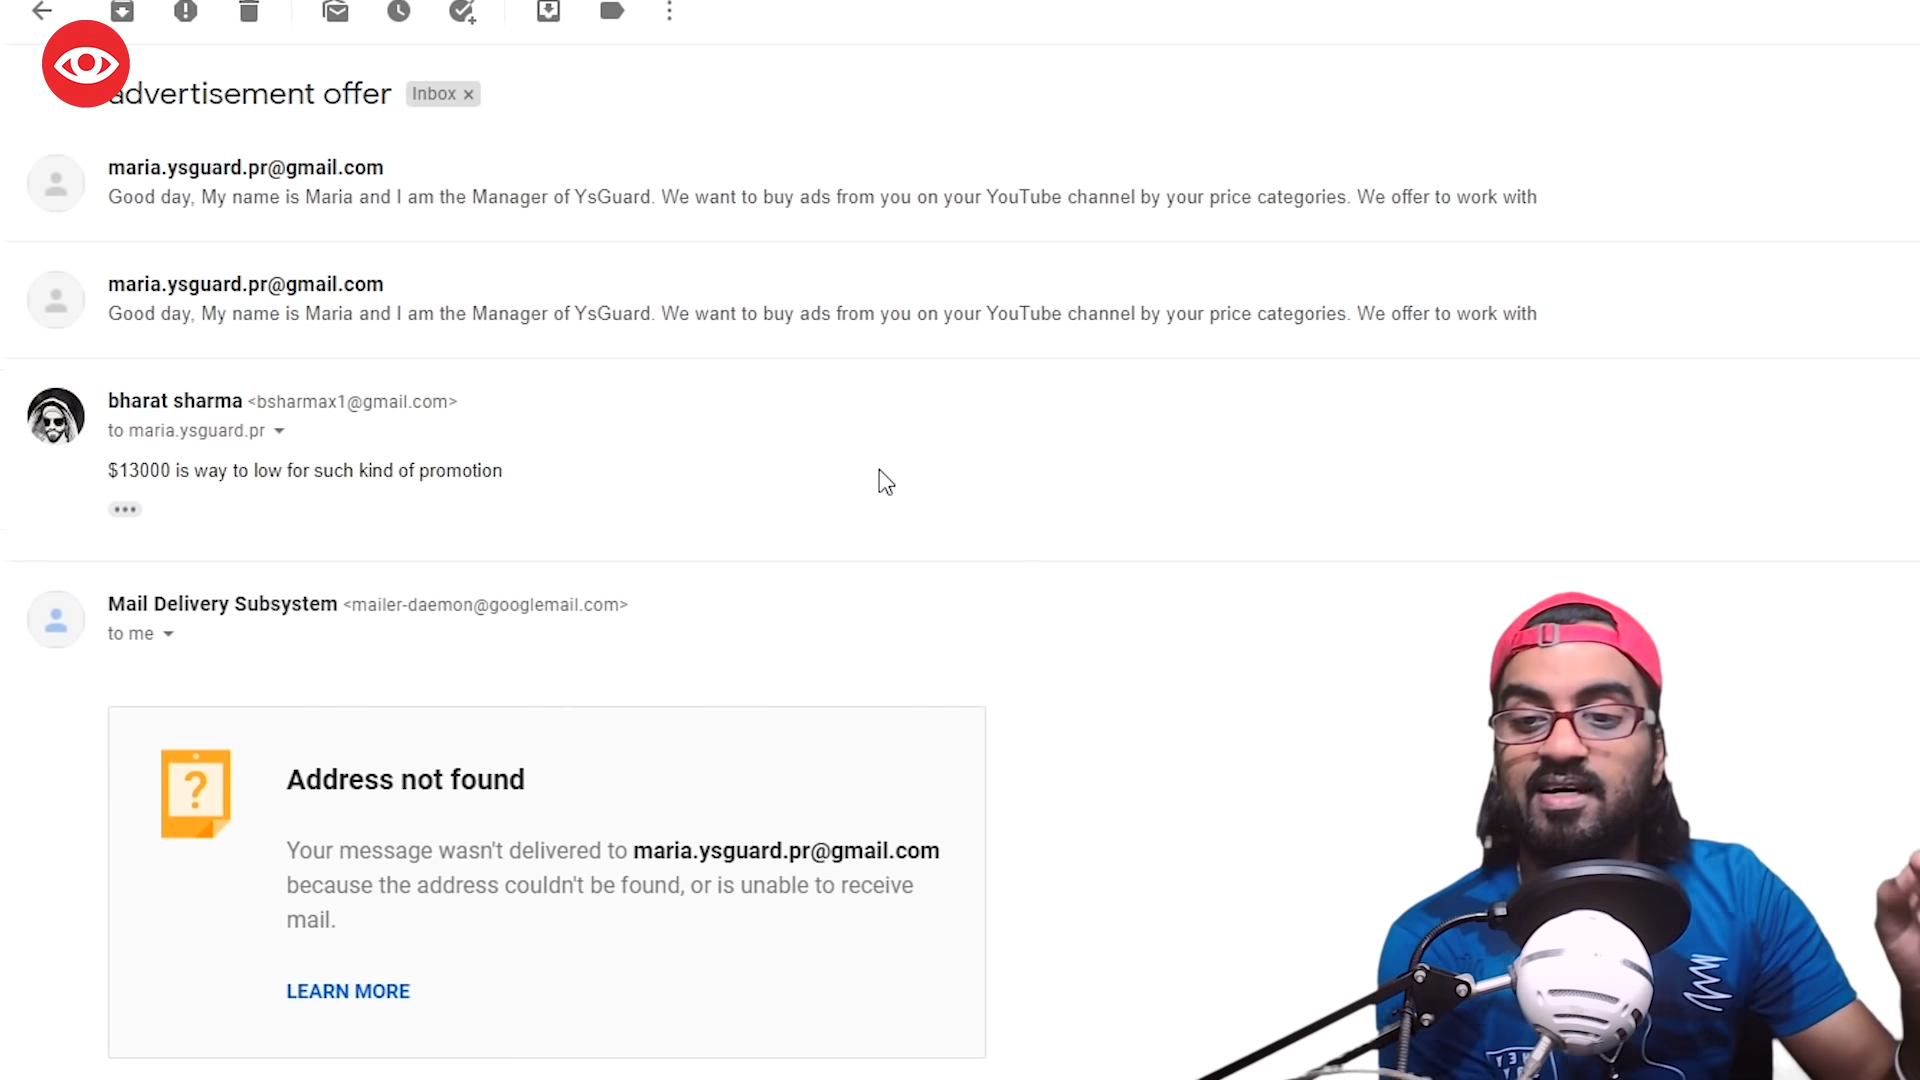 advertisement offer Inbox ×
maria.ysguard.pr@gmail.com
Good day, My name is Maria and I am the Manager of YsGuard. We want to buy ads from you on your YouTube channel by your price categories. We offer to work with
maria.ysguard.pr@gmail.com
Good day, My name is Maria and I am the Manager of YsGuard. We want to buy ads from you on your YouTube channel by your price categories. We offer to work with
bharat sharma <bsharmax1@gmail.com>
to maria.ysguard.pr
$13000 is way to low for such kind of promotion
•••
Mail Delivery Subsystem <mailer-daemon@googlemail.com>
to me
?
Address not found
Your message wasn't delivered to maria.ysguard.pr@gmail.com
because the address couldn't be found, or is unable to receive
mail.
LEARN MORE